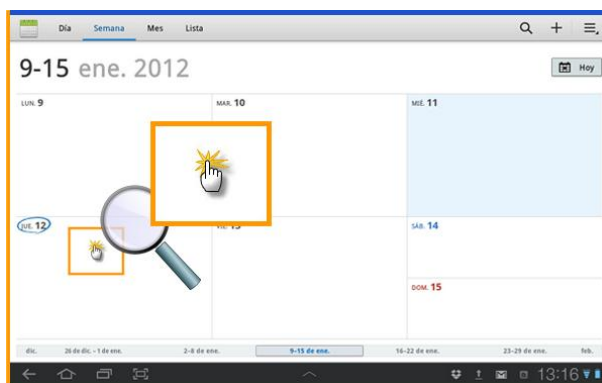 Día Semana Mes Lista
9-15 ene. 2012
Hoy
LUN. 9 MAR. 10 MIÉ. 11
JUE. 12 VIE. 13 SÁB. 14
DOM. 15
dic. 26 de dic. - 1 de ene. 2-8 de ene. 9-15 de ene. 16-22 de ene. 23-29 de ene. feb.
13:16